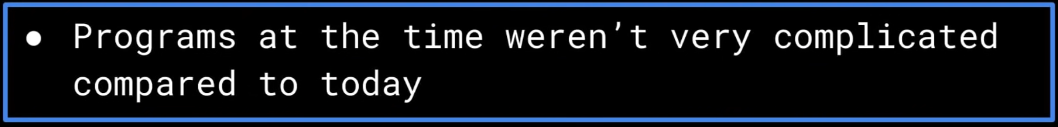 ● Programs at the time weren’t very complicated
compared to today